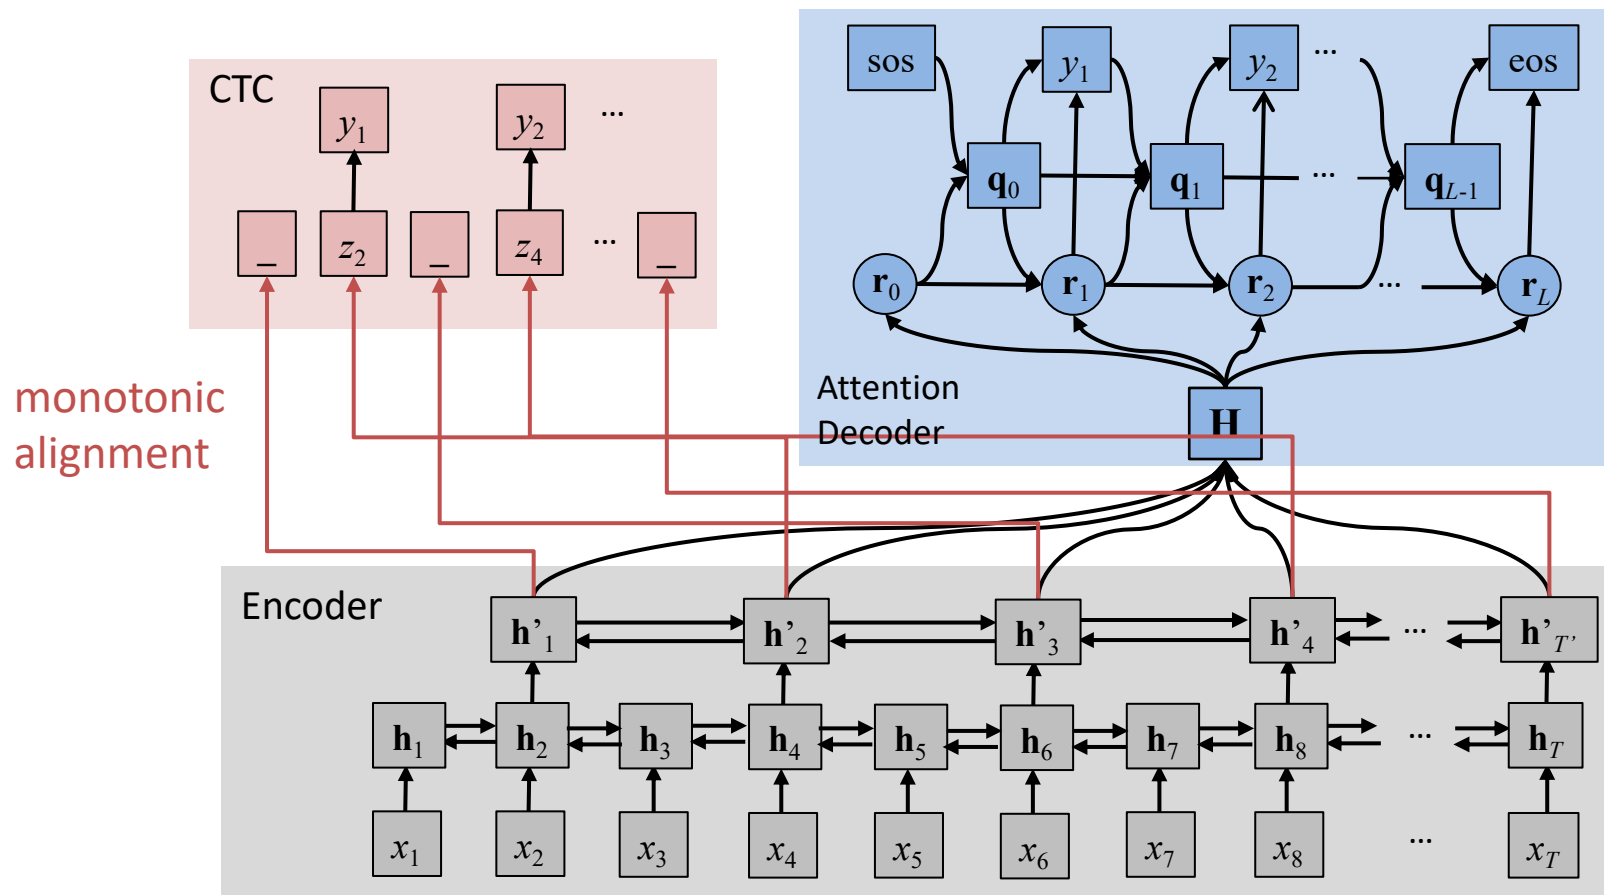 CTC
y1 y2 ...
_ z2 _ z4 ... _
monotonic
alignment
sos y1 y2 ... eos
q0 q1 ... qL-1
r0 r1 r2 ... rL
Attention
Decoder
H
Encoder
h'1 h'2 h'3 h'4 ... h'T'
h1 h2 h3 h4 h5 h6 h7 h8 ... hT
x1 x2 x3 x4 x5 x6 x7 x8 ... xT